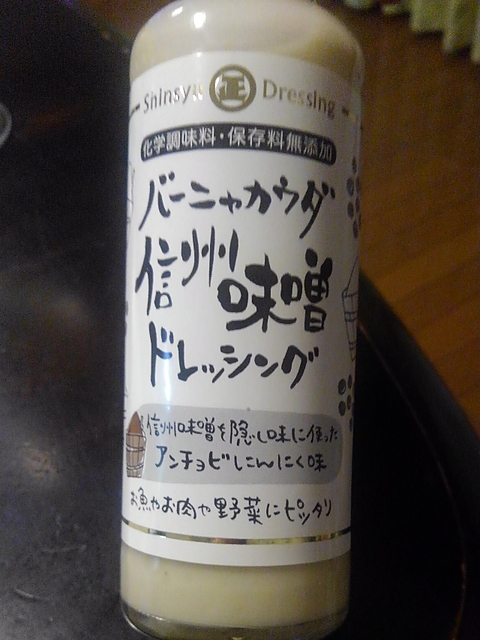 Shinsyu 正 Dressing
化学調味料・保存料無添加
バーニャカウダ
信州味噌
ドレッシング
信州味噌を隠し味に使った
アンチョビにんにく味
お魚やお肉や野菜にピッタリ